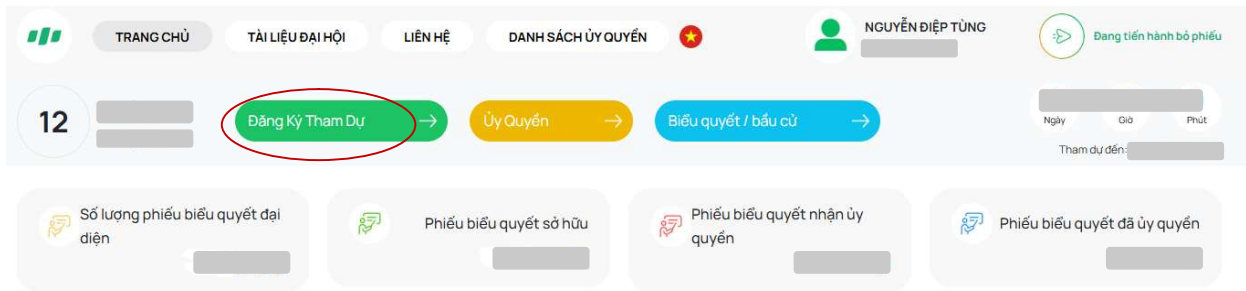 TRANG CHỦ
TÀI LIỆU ĐẠI HỘI
LIÊN HỆ
DANH SÁCH ỦY QUYỀN
NGUYỄN ĐIỆP TÙNG
Đang tiến hành bỏ phiếu
12
Đăng Ký Tham Dự
Ủy Quyền
Biểu quyết / bầu cử
Ngày
Giờ
Phút
Tham dự đến:
Số lượng phiếu biểu quyết đại
diện
Phiếu biểu quyết sở hữu
Phiếu biểu quyết nhận ủy
quyền
Phiếu biểu quyết đã ủy quyền